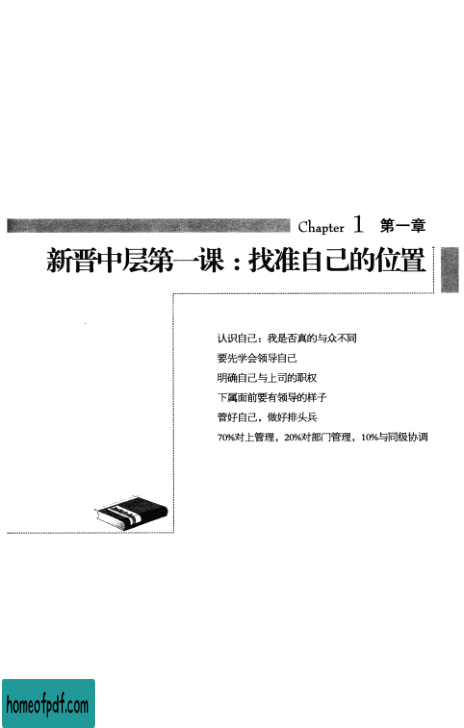 Chapter 1 第一章
新晋中层第一课：找准自己的位置
认识自己：我是否真的与众不同
要先学会领导自己
明确自己与上司的职权
下属面前要有领导的样子
管好自己，做好排头兵
70%对上管理，20%对部门管理，10%与同级协调
homeofpdf.com